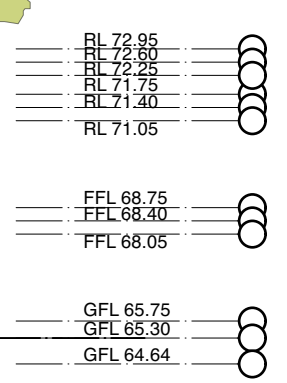 RL 72.95
RL 72.60
RL 72.25
RL 71.75
RL 71.40
RL 71.05
FFL 68.75
FFL 68.40
FFL 68.05
GFL 65.75
GFL 65.30
GFL 64.64